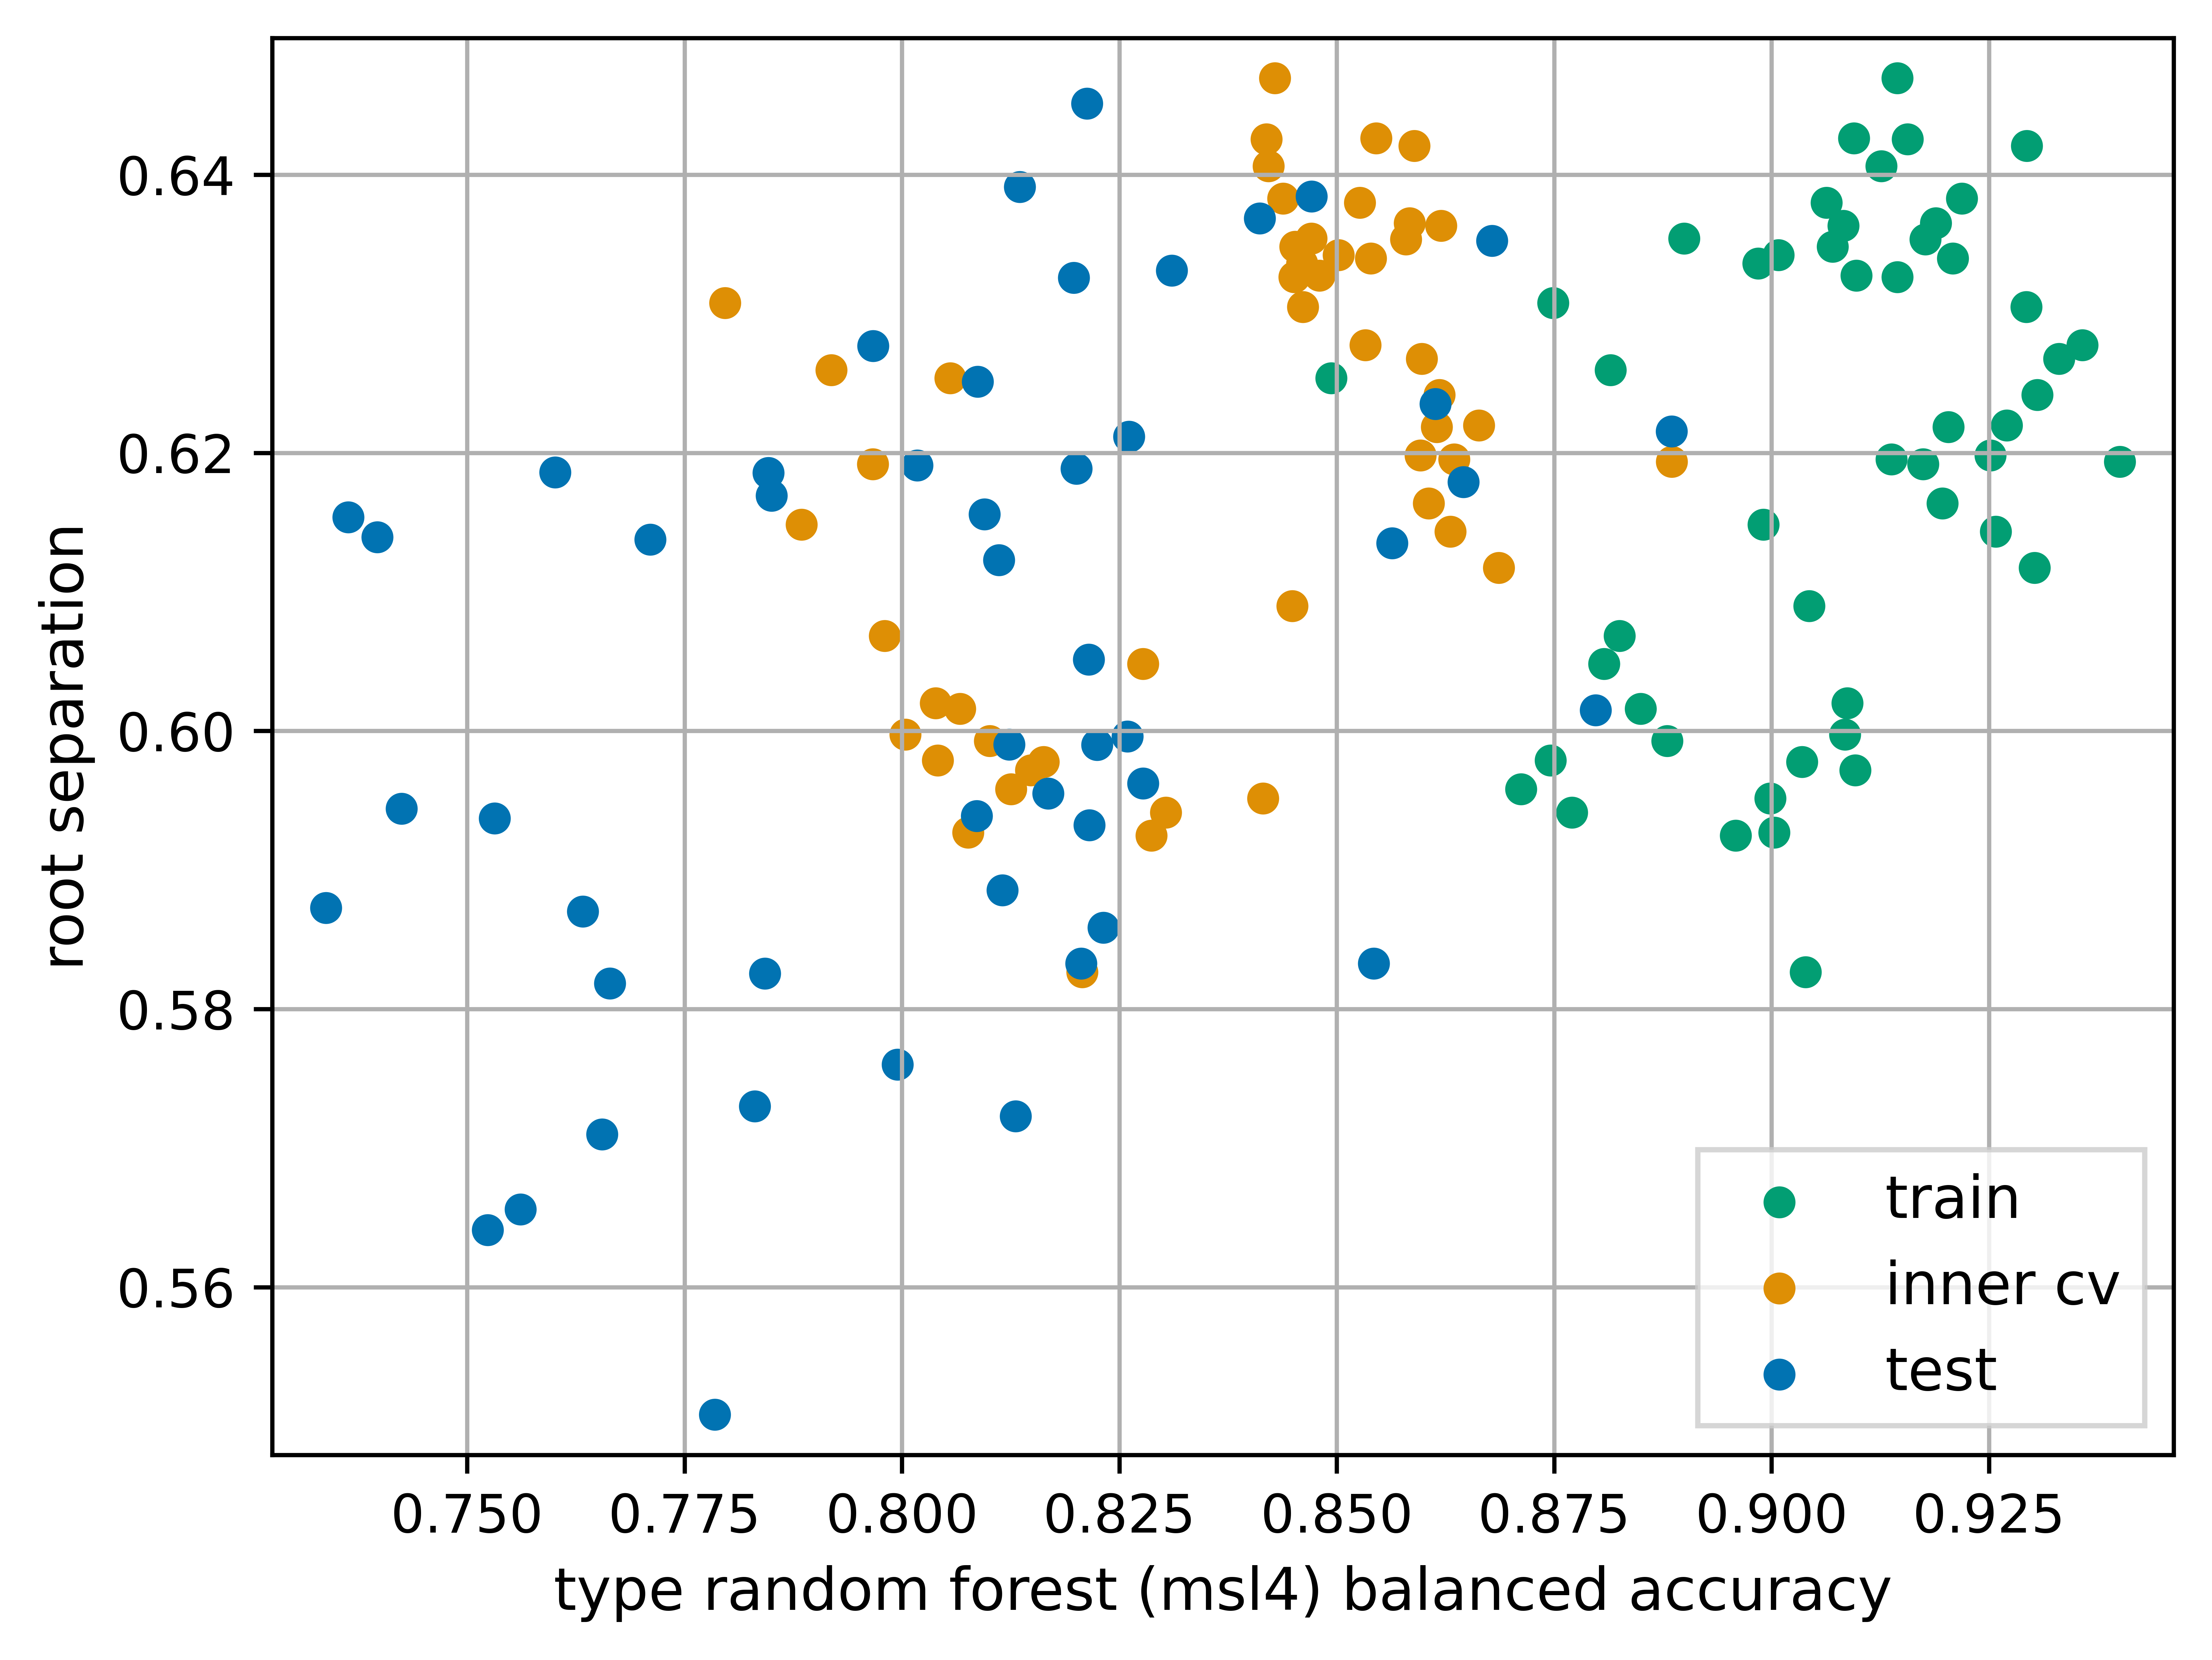 root separation
0.64
0.62
0.60
0.58
0.56
train
inner cv
test
0.750 0.775 0.800 0.825 0.850 0.875 0.900 0.925
type random forest (msl4) balanced accuracy